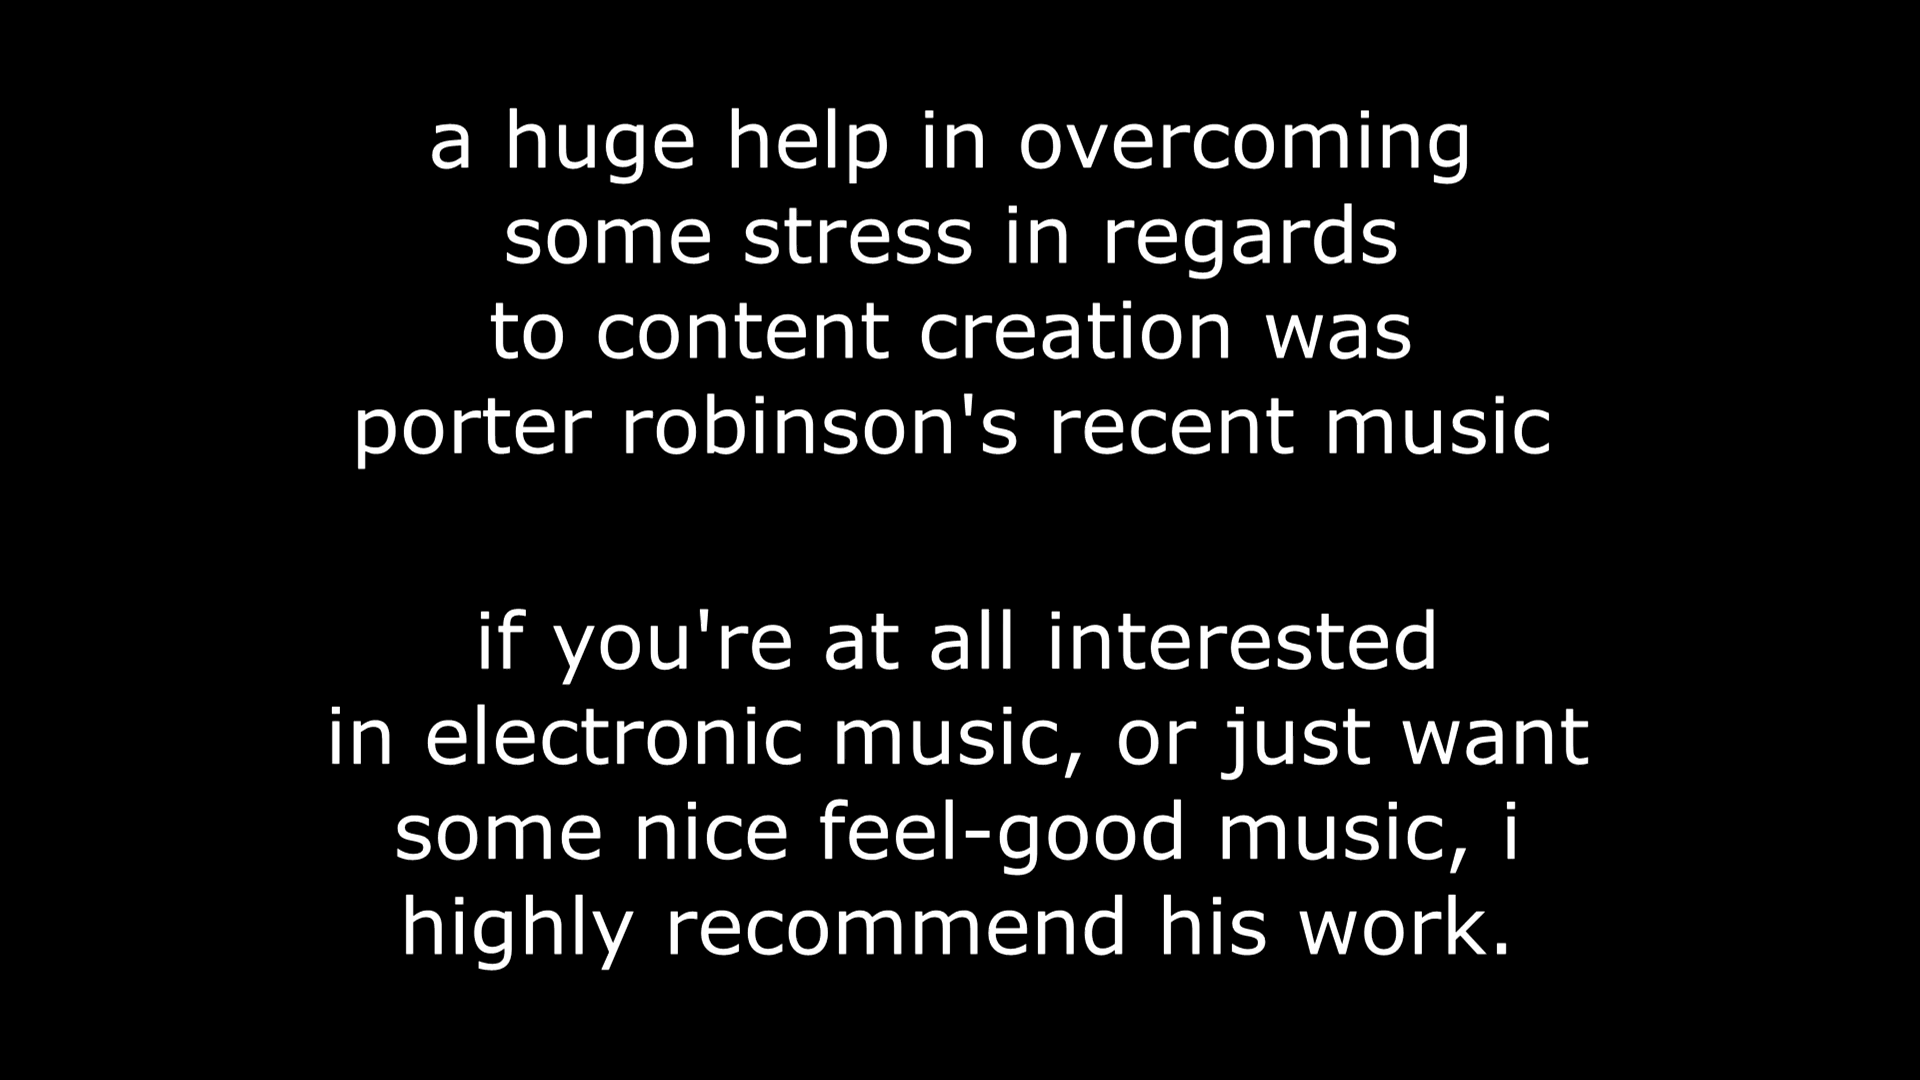 a huge help in overcoming
some stress in regards
to content creation was
porter robinson's recent music
if you're at all interested
in electronic music, or just want
some nice feel-good music, i
highly recommend his work.